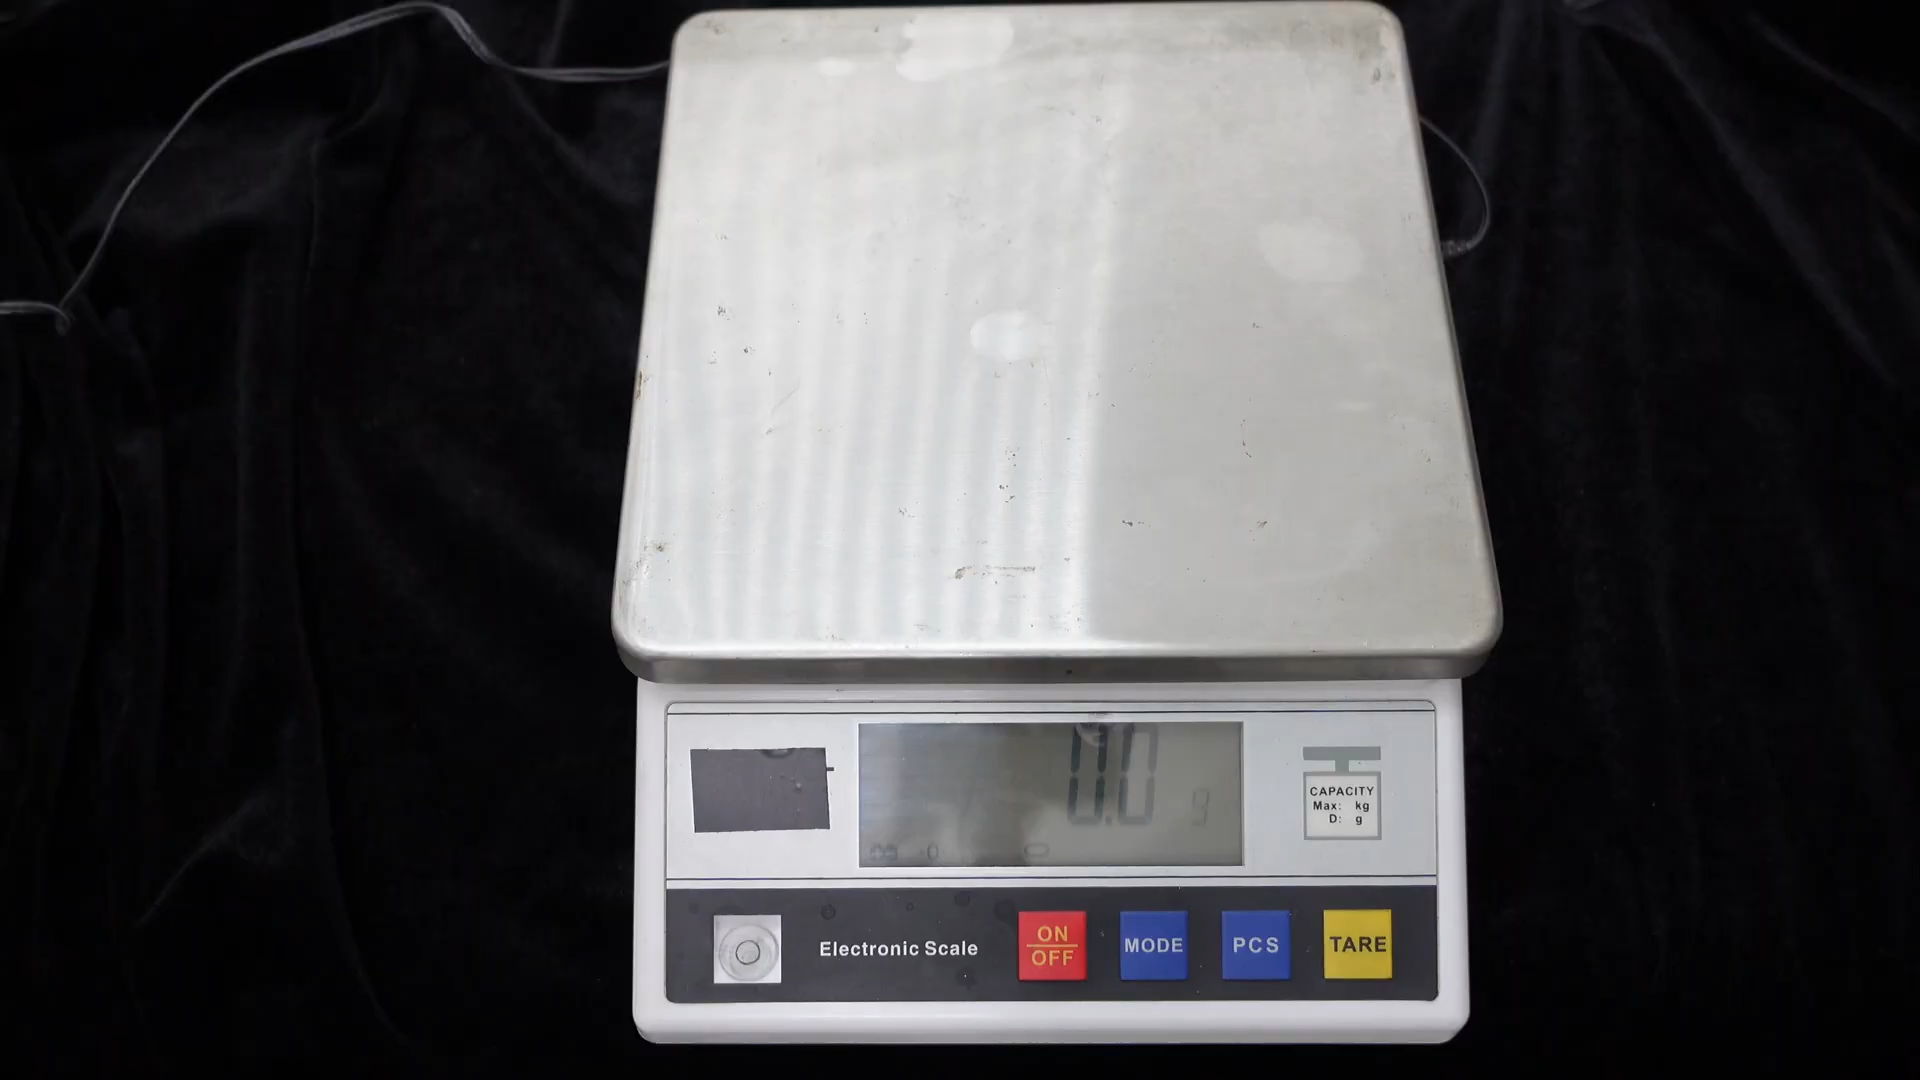 0.0 g
CAPACITY
Max: kg
D: g
Electronic Scale
ON
OFF
MODE
PCS
TARE